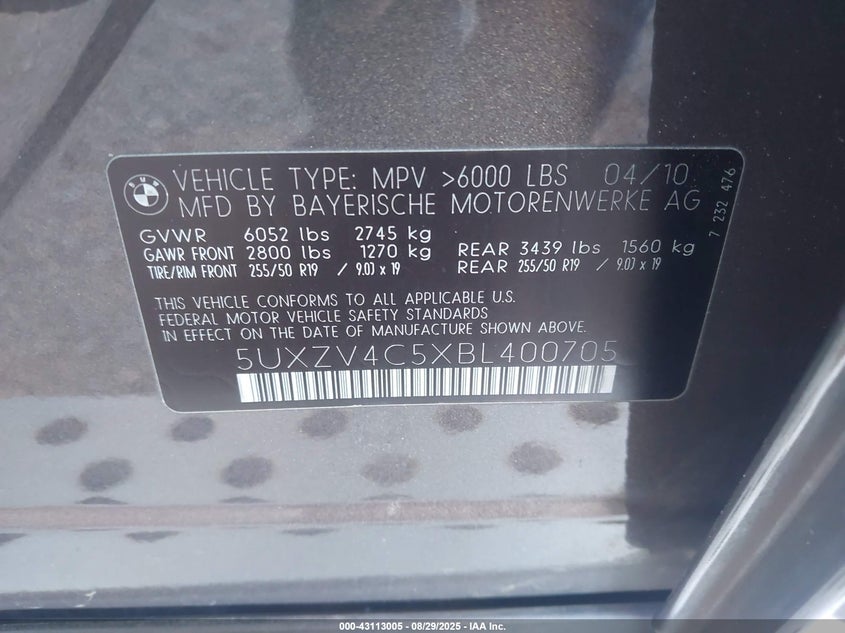 BMW
VEHICLE TYPE: MPV >6000 LBS 04/10
MFD BY BAYERISCHE MOTORENWERKE AG
7 232 476
GVWR 6052 lbs 2745 kg
GAWR FRONT 2800 lbs 1270 kg REAR 3439 lbs 1560 kg
TIRE/RIM FRONT 255/50 R19 / 9.0J x 19 REAR 255/50 R19 / 9.0J x 19
THIS VEHICLE CONFORMS TO ALL APPLICABLE U.S.
FEDERAL MOTOR VEHICLE SAFETY STANDARDS
IN EFFECT ON THE DATE OF MANUFACTURE SHOWN ABOVE.
5UXZV4C5XBL400705
000-43113005 - 08/29/2025 - IAA Inc.